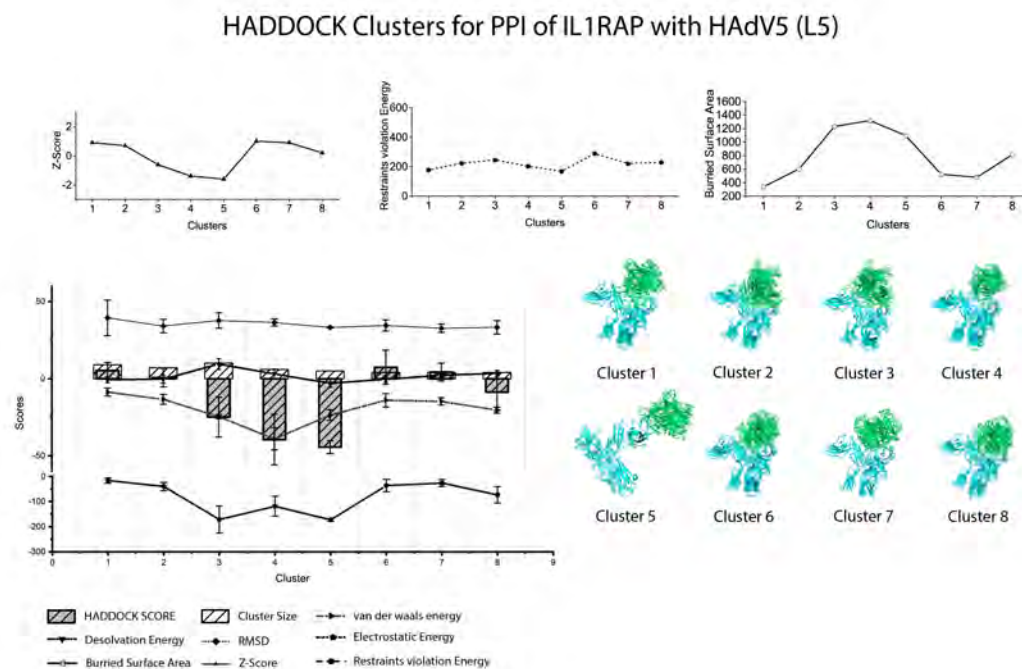 HADDOCK Clusters for PPI of IL1RAP with HAdV5 (L5)
Z-Score
2
0
-2
1 2 3 4 5 6 7 8
Clusters
Restraints violation Energy
600
400
200
0
1 2 3 4 5 6 7 8
Clusters
Burried Surface Area
1600
1400
1200
1000
800
600
400
200
1 2 3 4 5 6 7 8
Clusters
Scores
50
0
-50
0
-100
-200
-300
0 1 2 3 4 5 6 7 8 9
Cluster
Cluster 1 Cluster 2 Cluster 3 Cluster 4
Cluster 5 Cluster 6 Cluster 7 Cluster 8
HADDOCK SCORE Cluster Size van der waals energy
Desolvation Energy RMSD Electrostatic Energy
Burried Surface Area Z-Score Restraints violation Energy